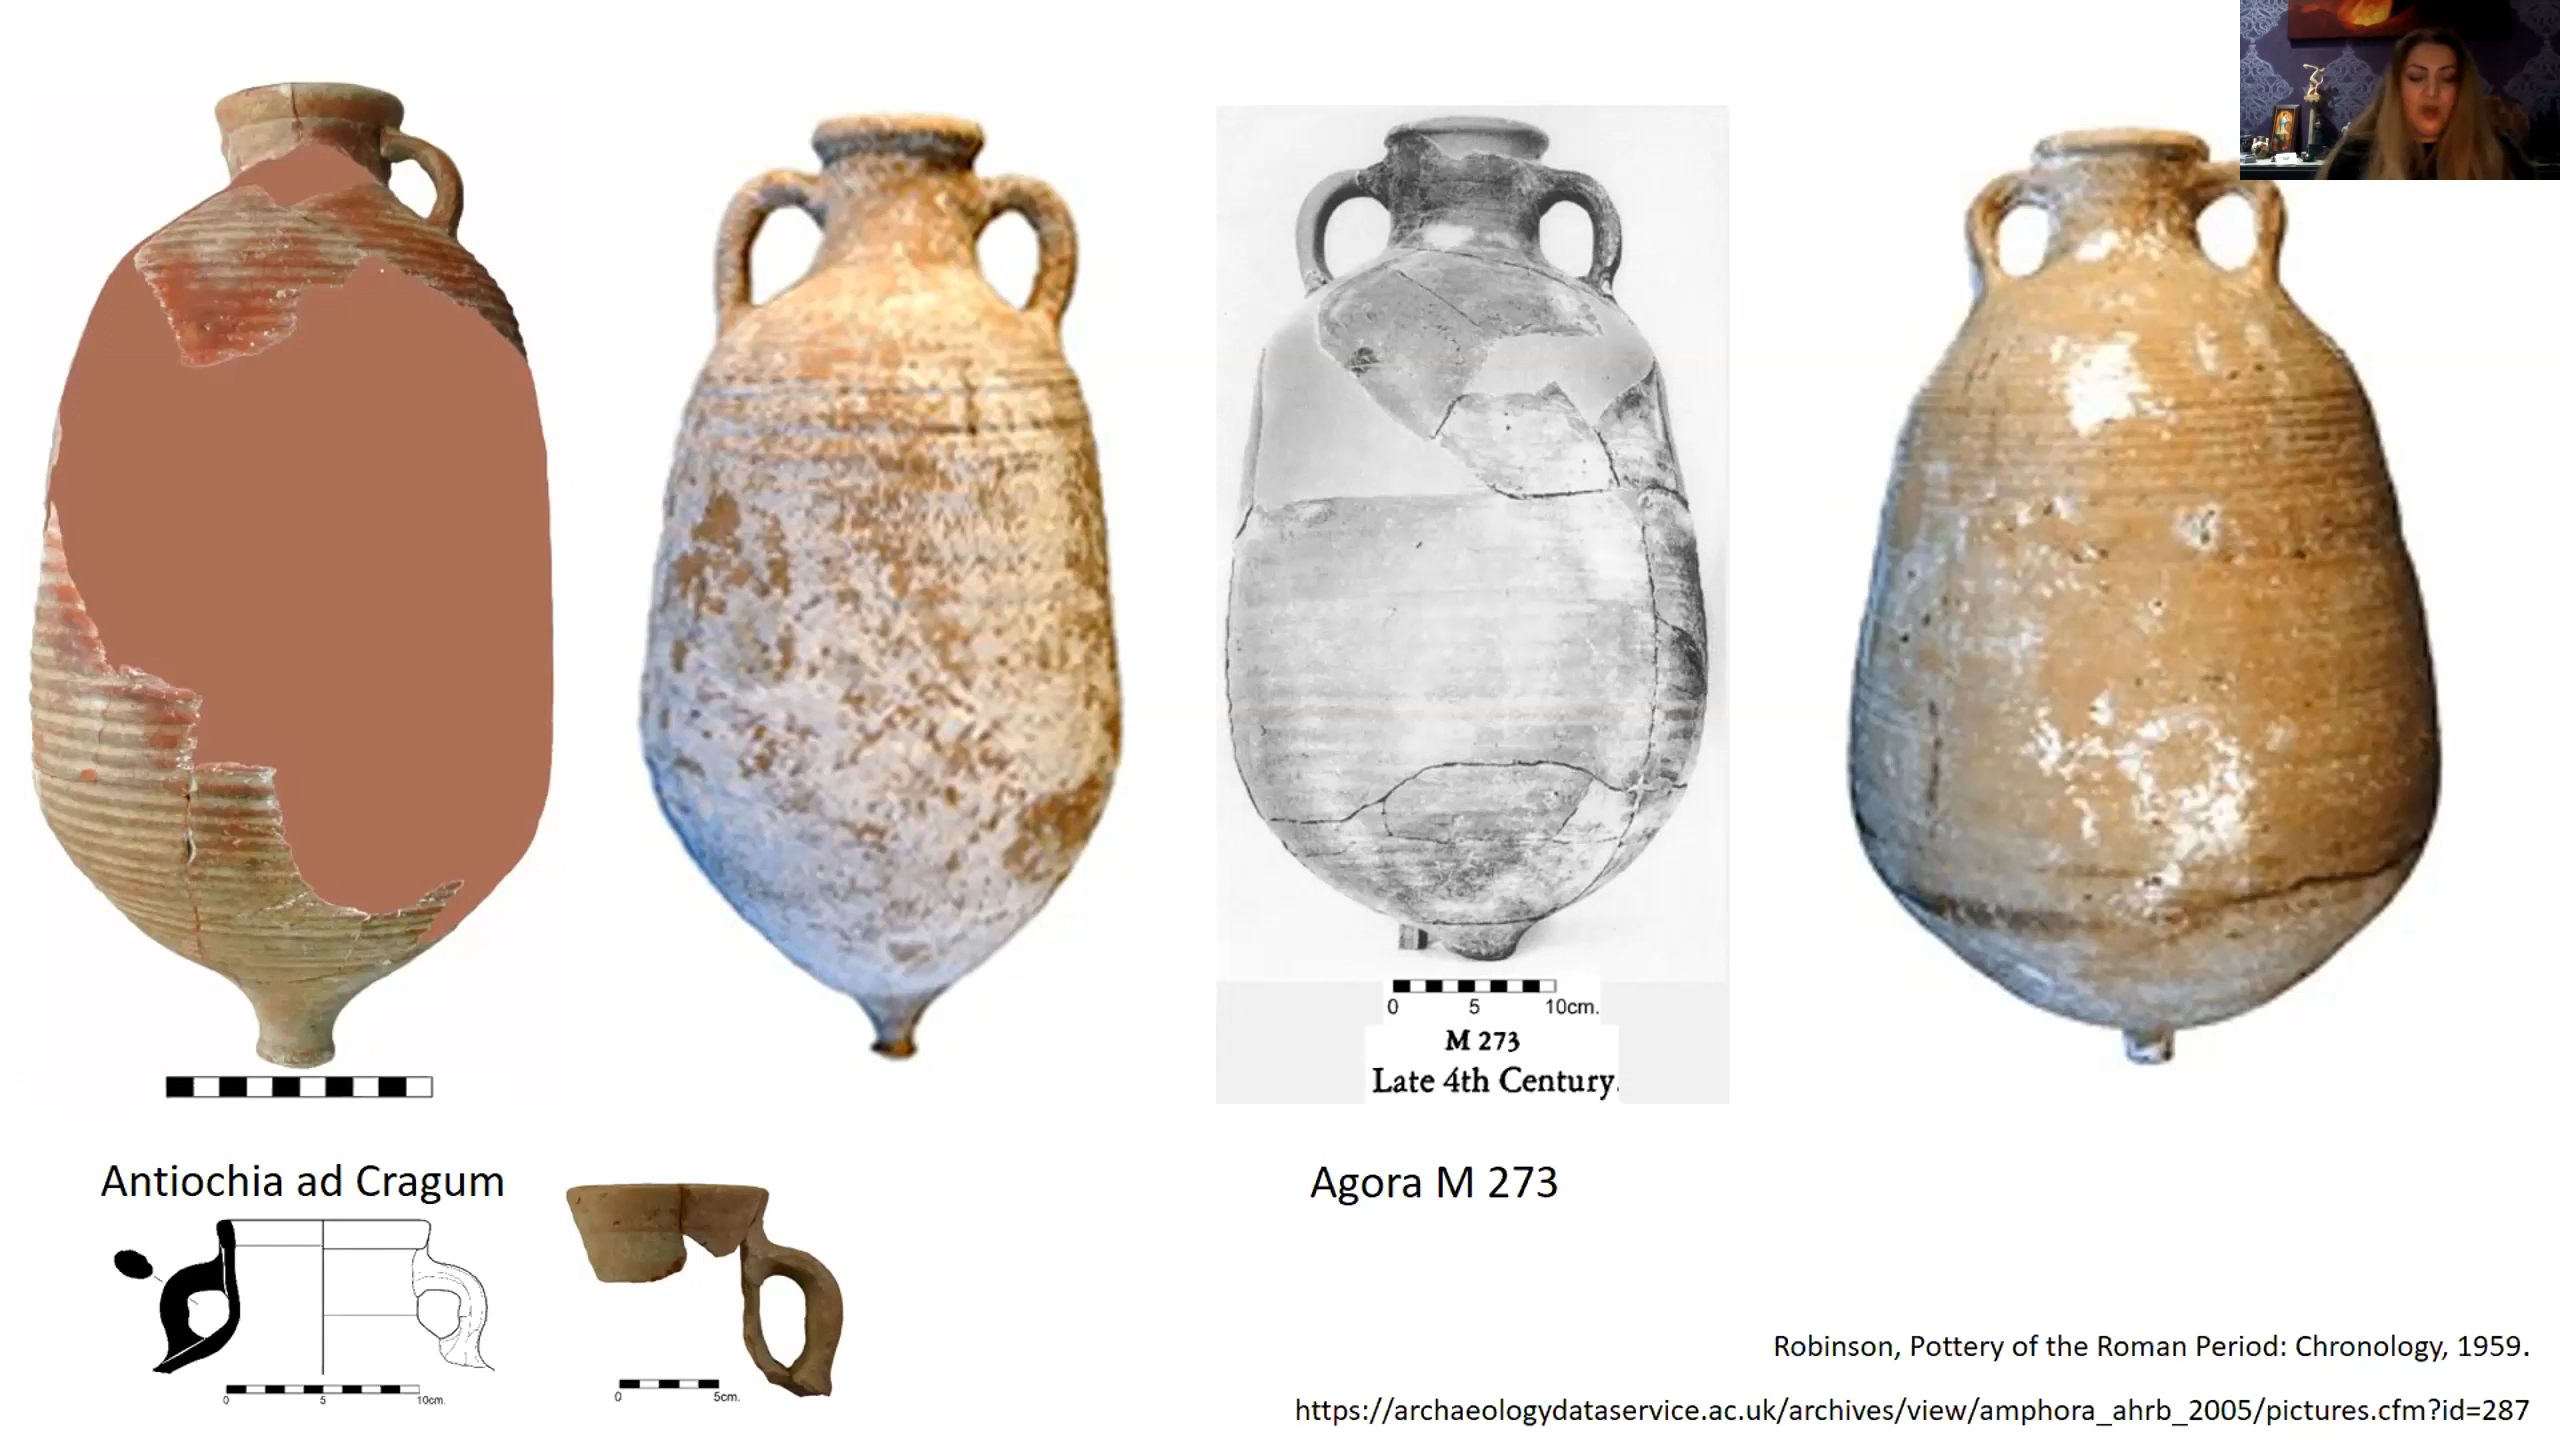 0 5 10cm.
M 273
Late 4th Century.
Antiochia ad Cragum
Agora M 273
0 5 10cm.
0 5cm.
Robinson, Pottery of the Roman Period: Chronology, 1959.
https://archaeologydataservice.ac.uk/archives/view/amphora_ahrb_2005/pictures.cfm?id=287